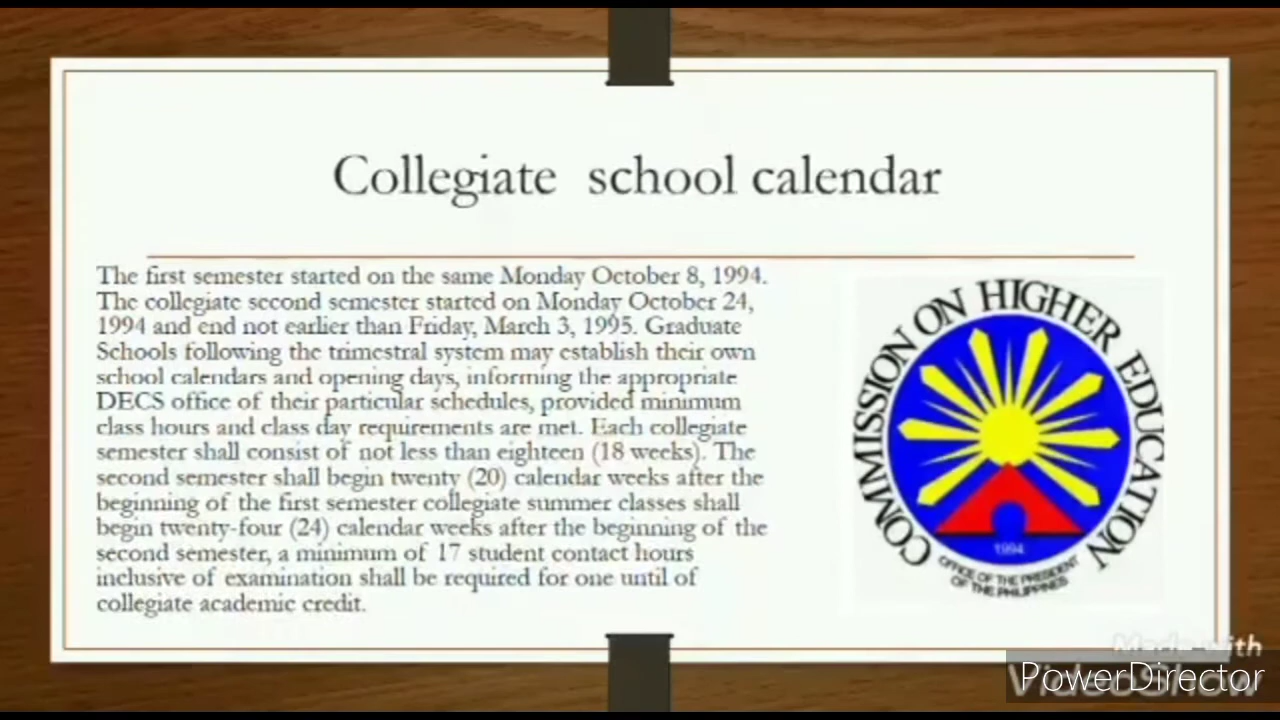 Collegiate school calendar
The first semester started on the same Monday October 8, 1994.
The collegiate second semester started on Monday October 24,
1994 and end not earlier than Friday, March 3, 1995. Graduate
Schools following the trimestral system may establish their own
school calendars and opening days, informing the appropriate
DECS office of their particular schedules, provided minimum
class hours and class day requirements are met. Each collegiate
semester shall consist of not less than eighteen (18 weeks). The
second semester shall begin twenty (20) calendar weeks after the
beginning of the first semester collegiate summer classes shall
begin twenty-four (24) calendar weeks after the beginning of the
second semester, a minimum of 17 student contact hours
inclusive of examination shall be required for one until of
collegiate academic credit.
COMMISSION ON HIGHER EDUCATION
1994
OFFICE OF THE PRESIDENT
OF THE PHILIPPINES
Made with
VideoShow
PowerDirector